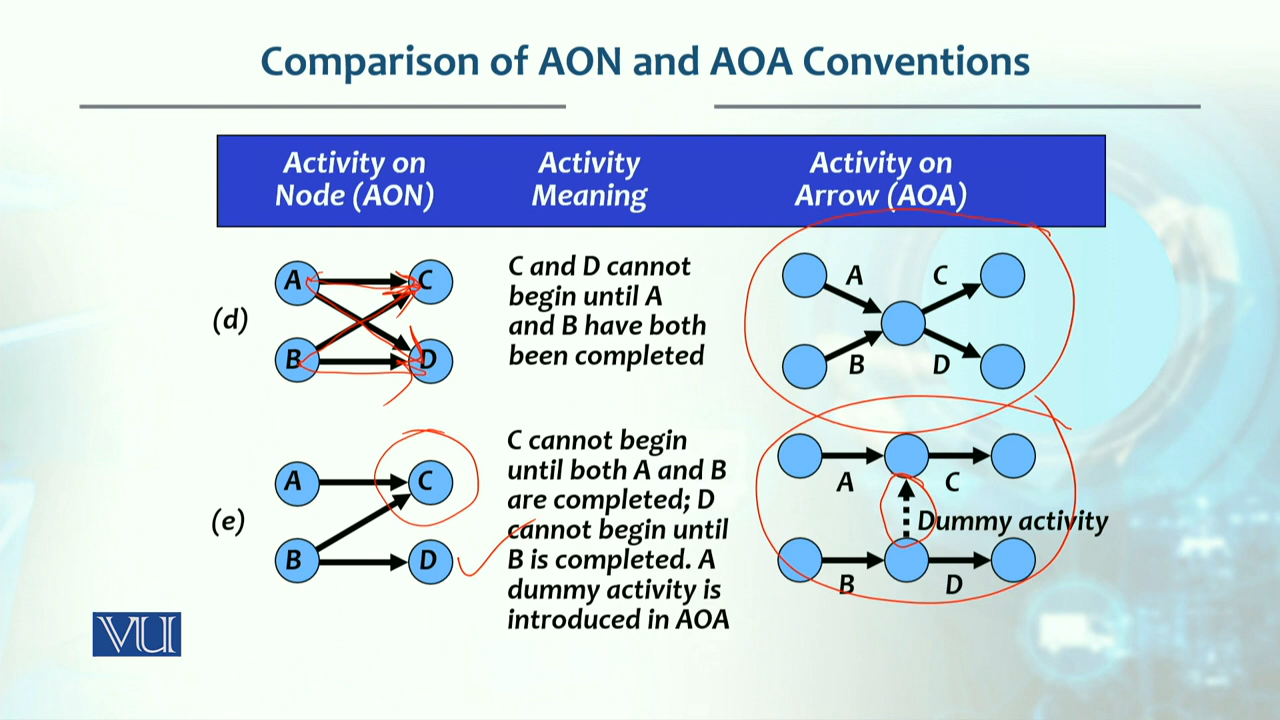 Comparison of AON and AOA Conventions
Activity on
Node (AON)
Activity
Meaning
Activity on
Arrow (AOA)
(d)
A
C
B
D
C and D cannot
begin until A
and B have both
been completed
A
C
B
D
(e)
A
C
B
D
C cannot begin
until both A and B
are completed; D
cannot begin until
B is completed. A
dummy activity is
introduced in AOA
A
C
Dummy activity
B
D
VU